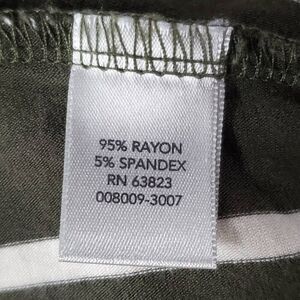 95% RAYON
5% SPANDEX
RN 63823
008009-3007